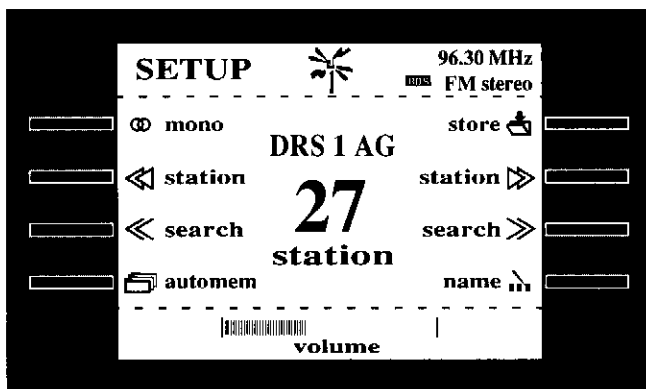 SETUP 96.30 MHz
RDS FM stereo
mono store
DRS 1 AG
station station
27
search search
station
automem name
volume